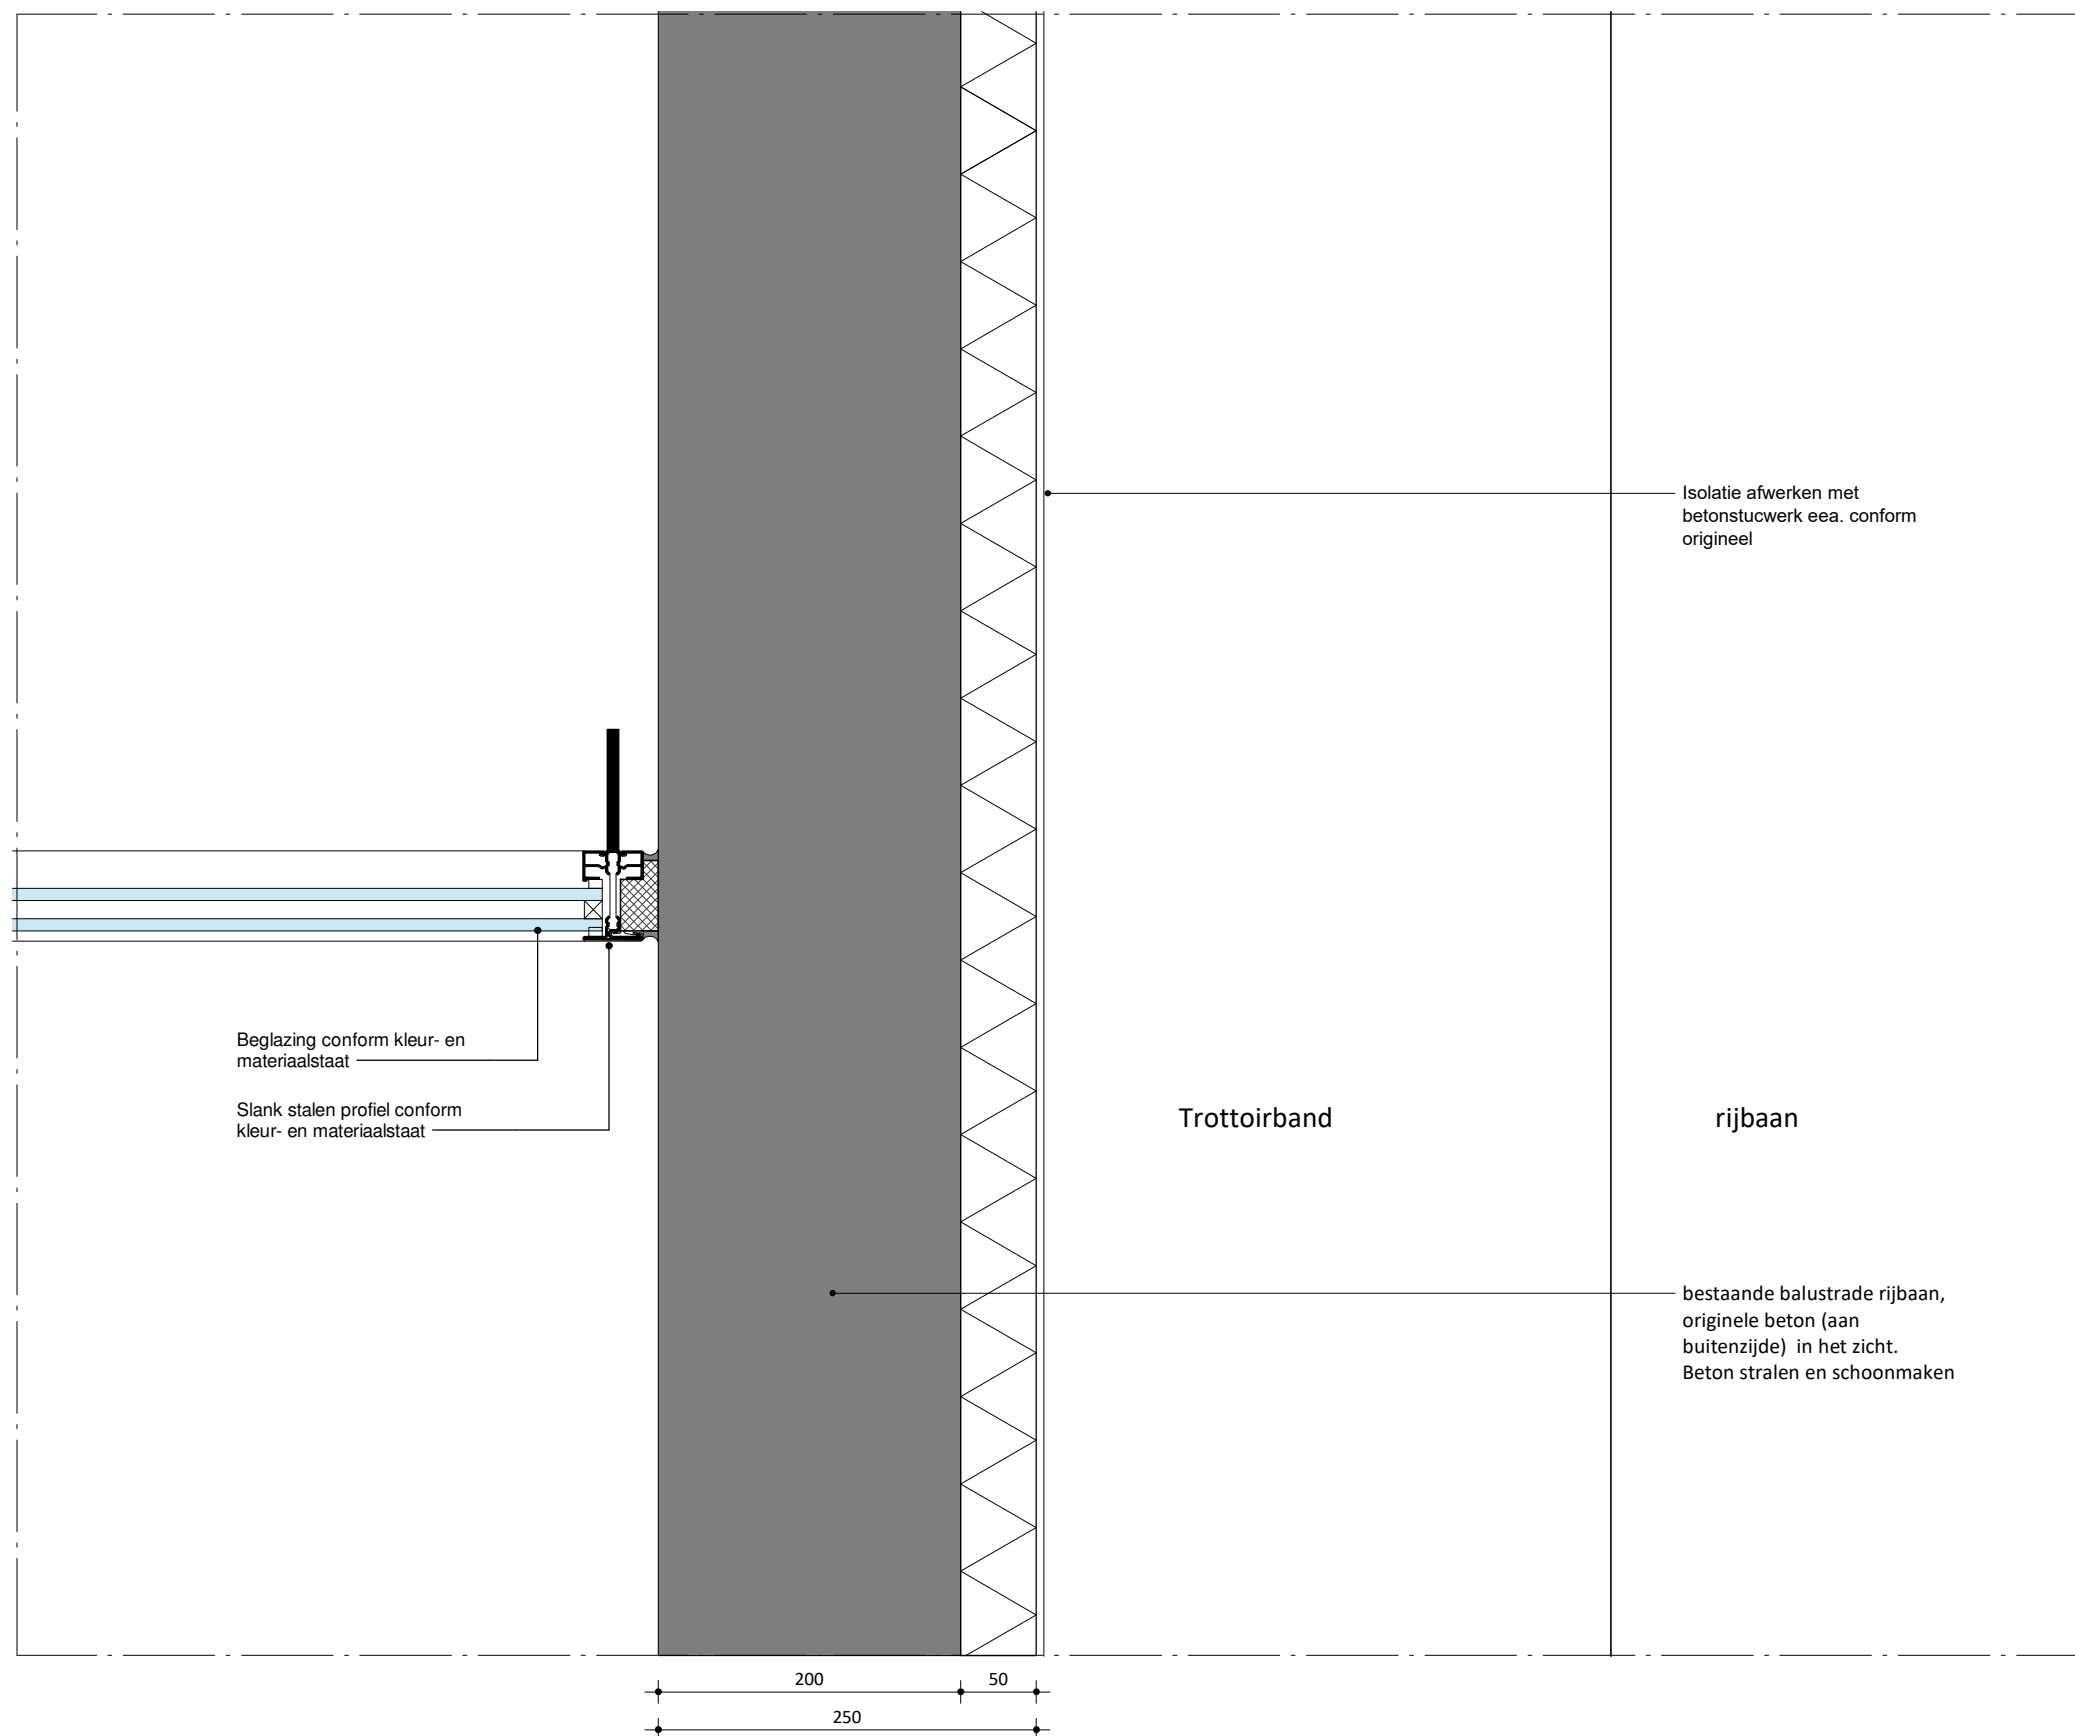 Isolatie afwerken met
betonstucwerk eea. conform
origineel
Beglazing conform kleur- en
materiaalstaat
Slank stalen profiel conform
kleur- en materiaalstaat
Trottoirband
rijbaan
bestaande balustrade rijbaan,
originele beton (aan
buitenzijde) in het zicht.
Beton stralen en schoonmaken
200
50
250